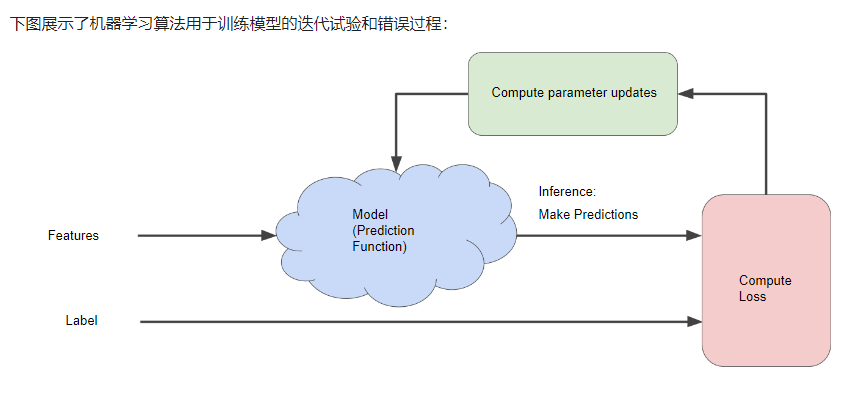 下图展示了机器学习算法用于训练模型的迭代试验和错误过程：
Compute parameter updates
Model
(Prediction
Function)
Inference:
Make Predictions
Features
Compute
Loss
Label